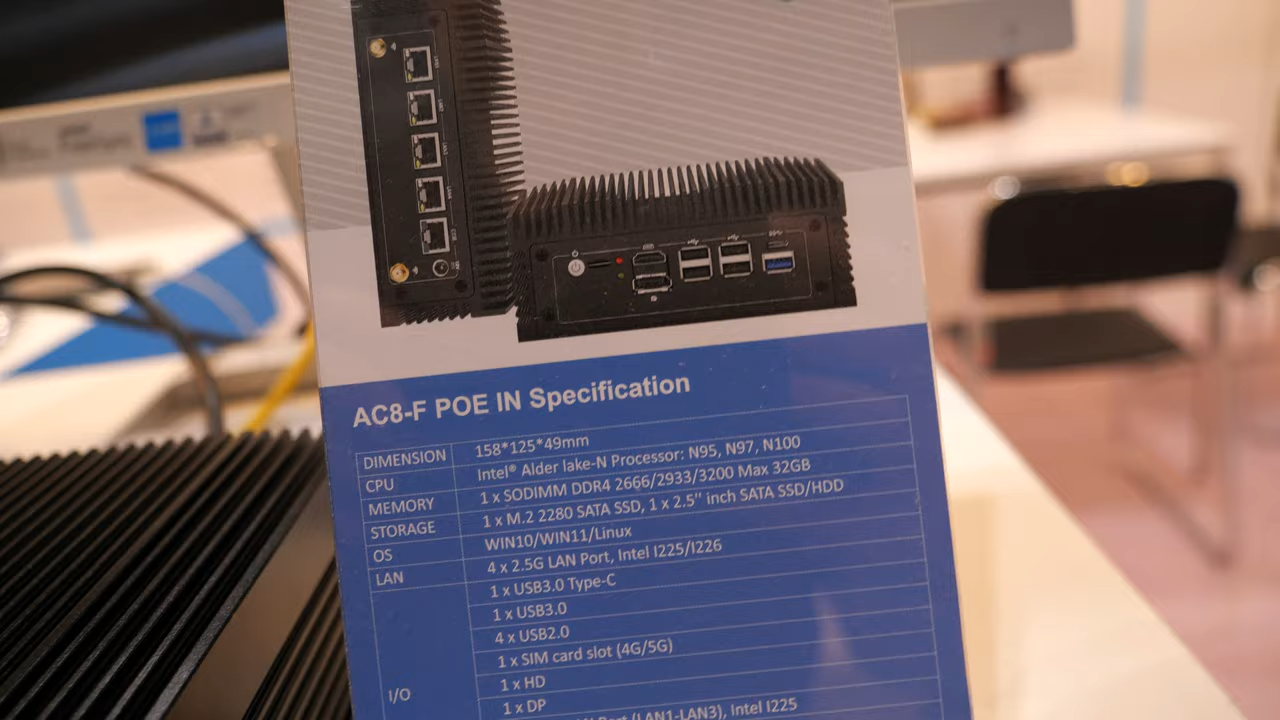 AC8-F POE IN Specification
DIMENSION 158*125*49mm
CPU Intel® Alder lake-N Processor: N95, N97, N100
MEMORY 1 x SODIMM DDR4 2666/2933/3200 Max 32GB
STORAGE 1 x M.2 2280 SATA SSD, 1 x 2.5'' inch SATA SSD/HDD
OS WIN10/WIN11/Linux
LAN 4 x 2.5G LAN Port, Intel I225/I226
1 x USB3.0 Type-C
1 x USB3.0
4 x USB2.0
1 x SIM card slot (4G/5G)
1 x HD
I/O 1 x DP
Port (LAN1-LAN3), Intel I225